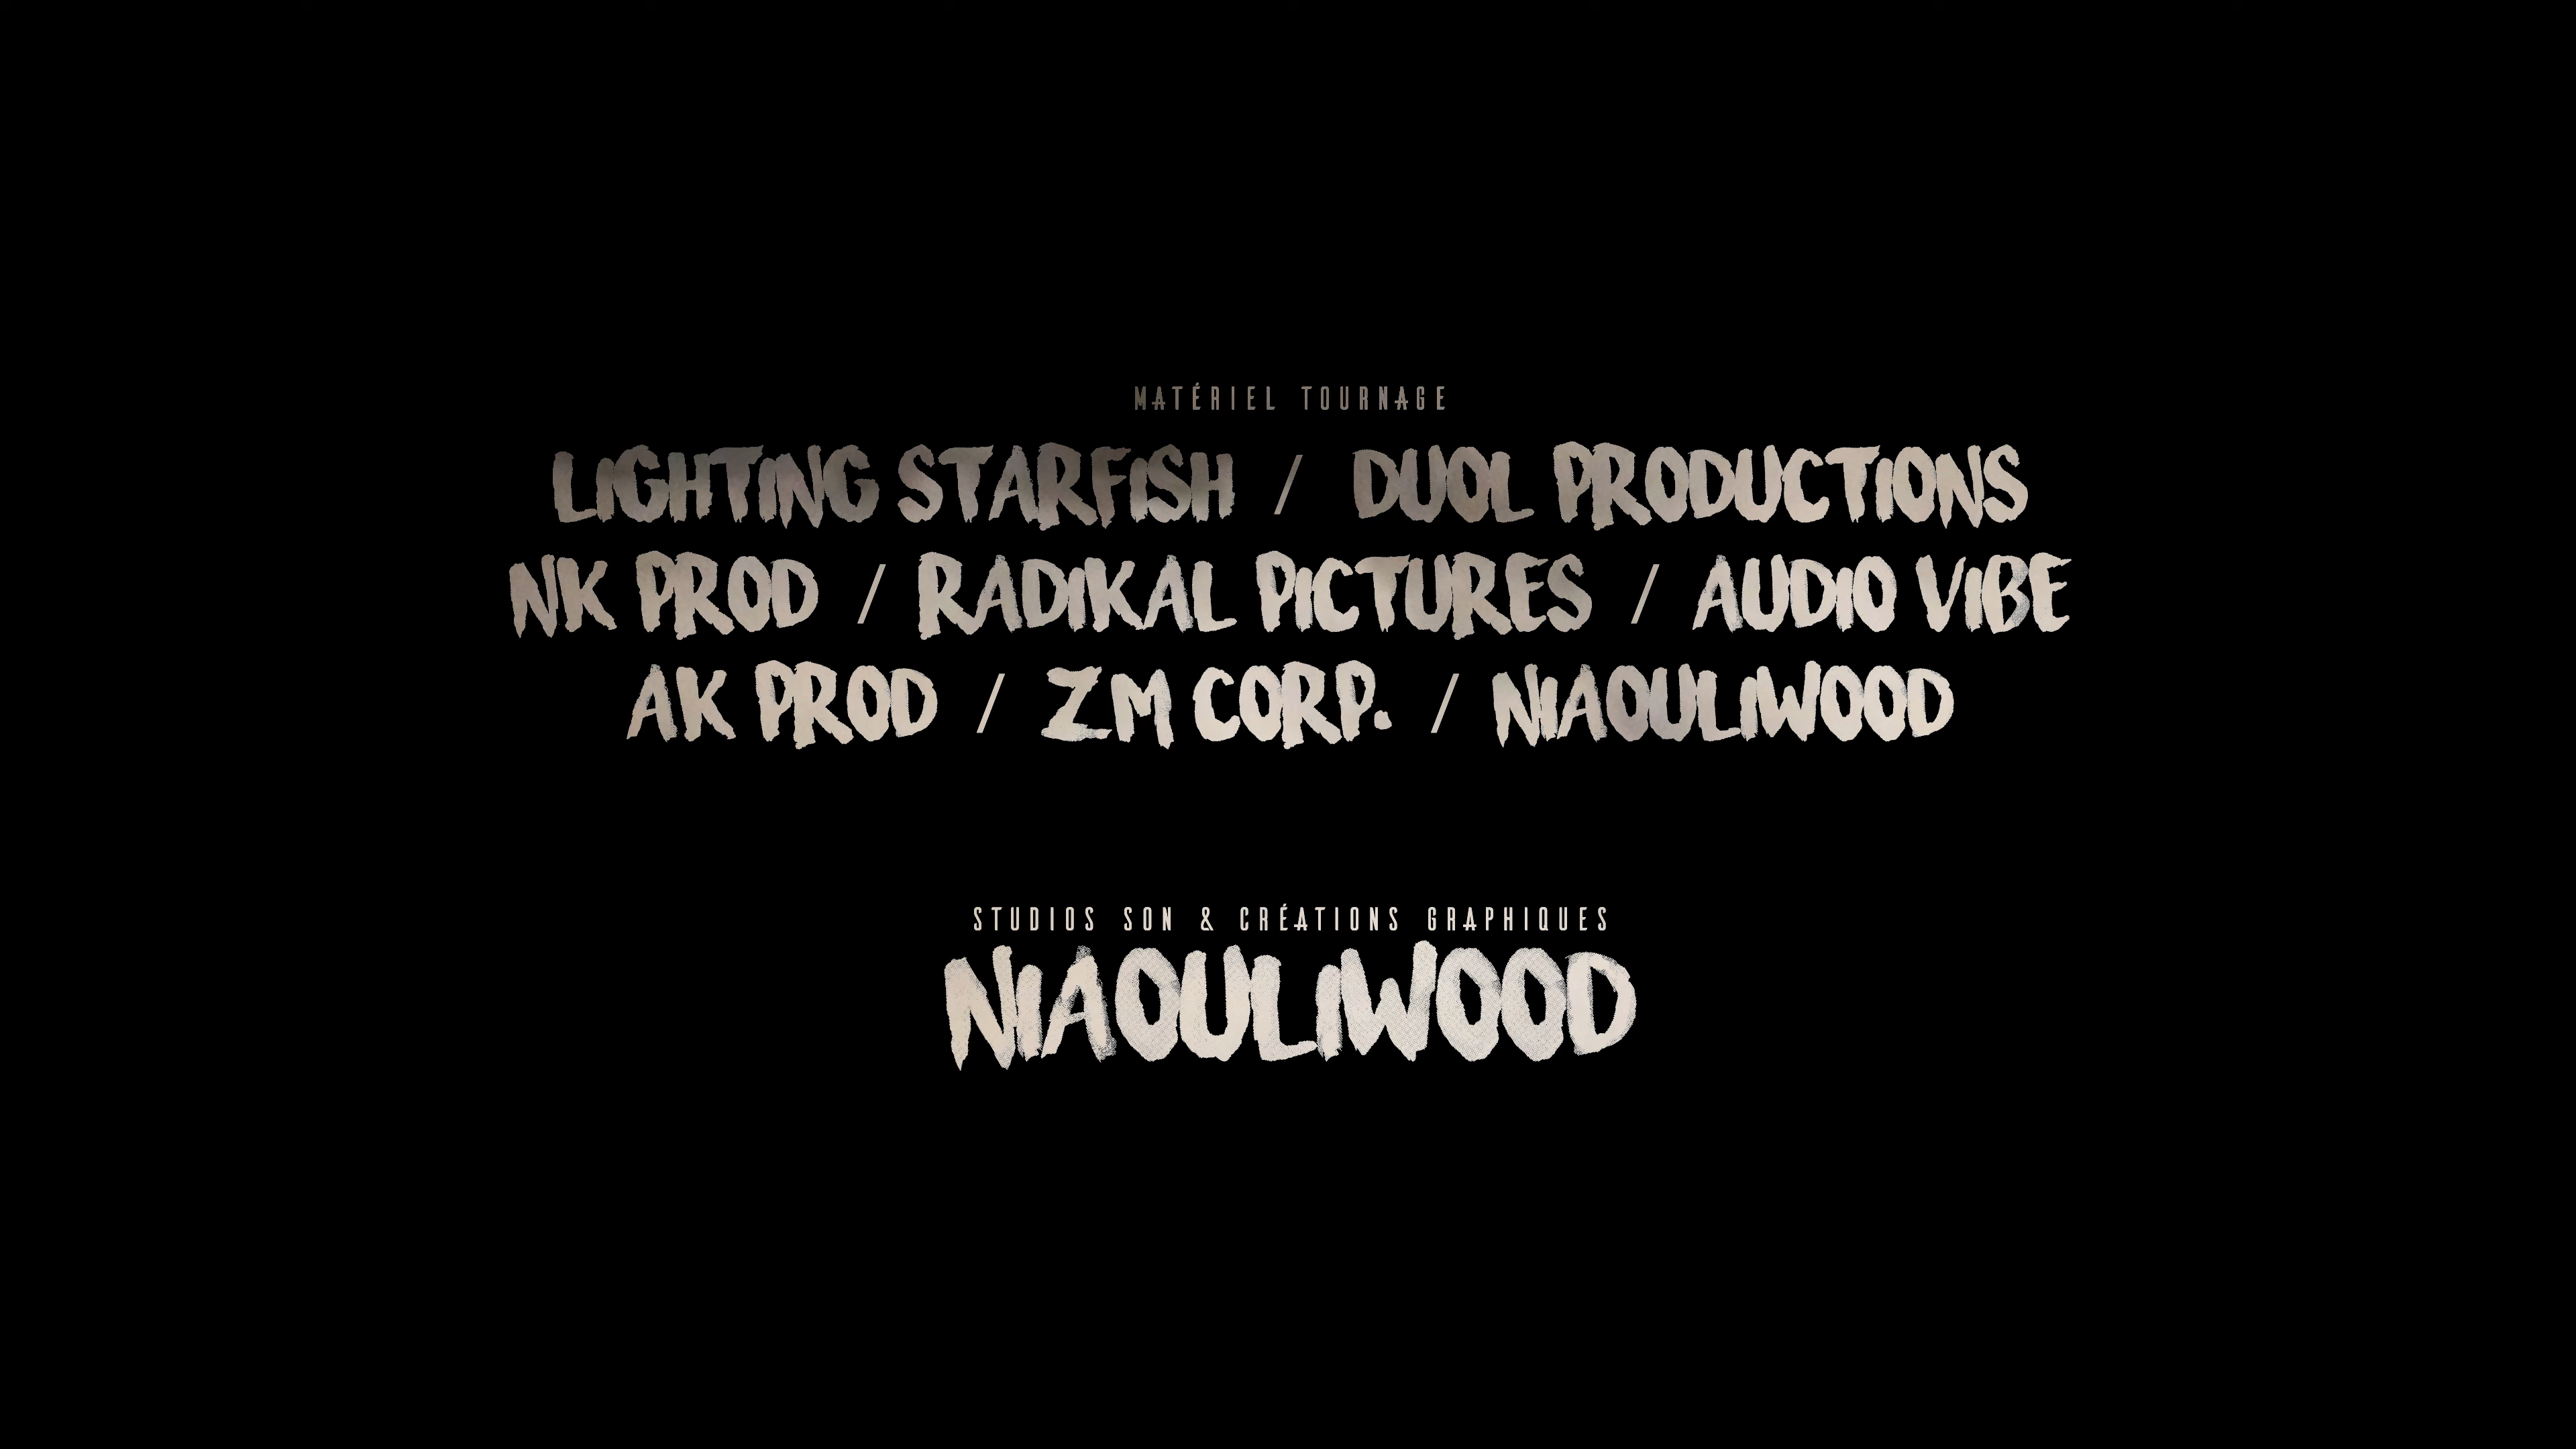 MATÉRIEL TOURNAGE
LIGHTING STARFISH / DUOL PRODUCTIONS
NK PROD / RADIKAL PICTURES / AUDIO VIBE
AK PROD / ZM CORP. / NIAOULIWOOD
STUDIOS SON & CRÉATIONS GRAPHIQUES
NIAOULIWOOD